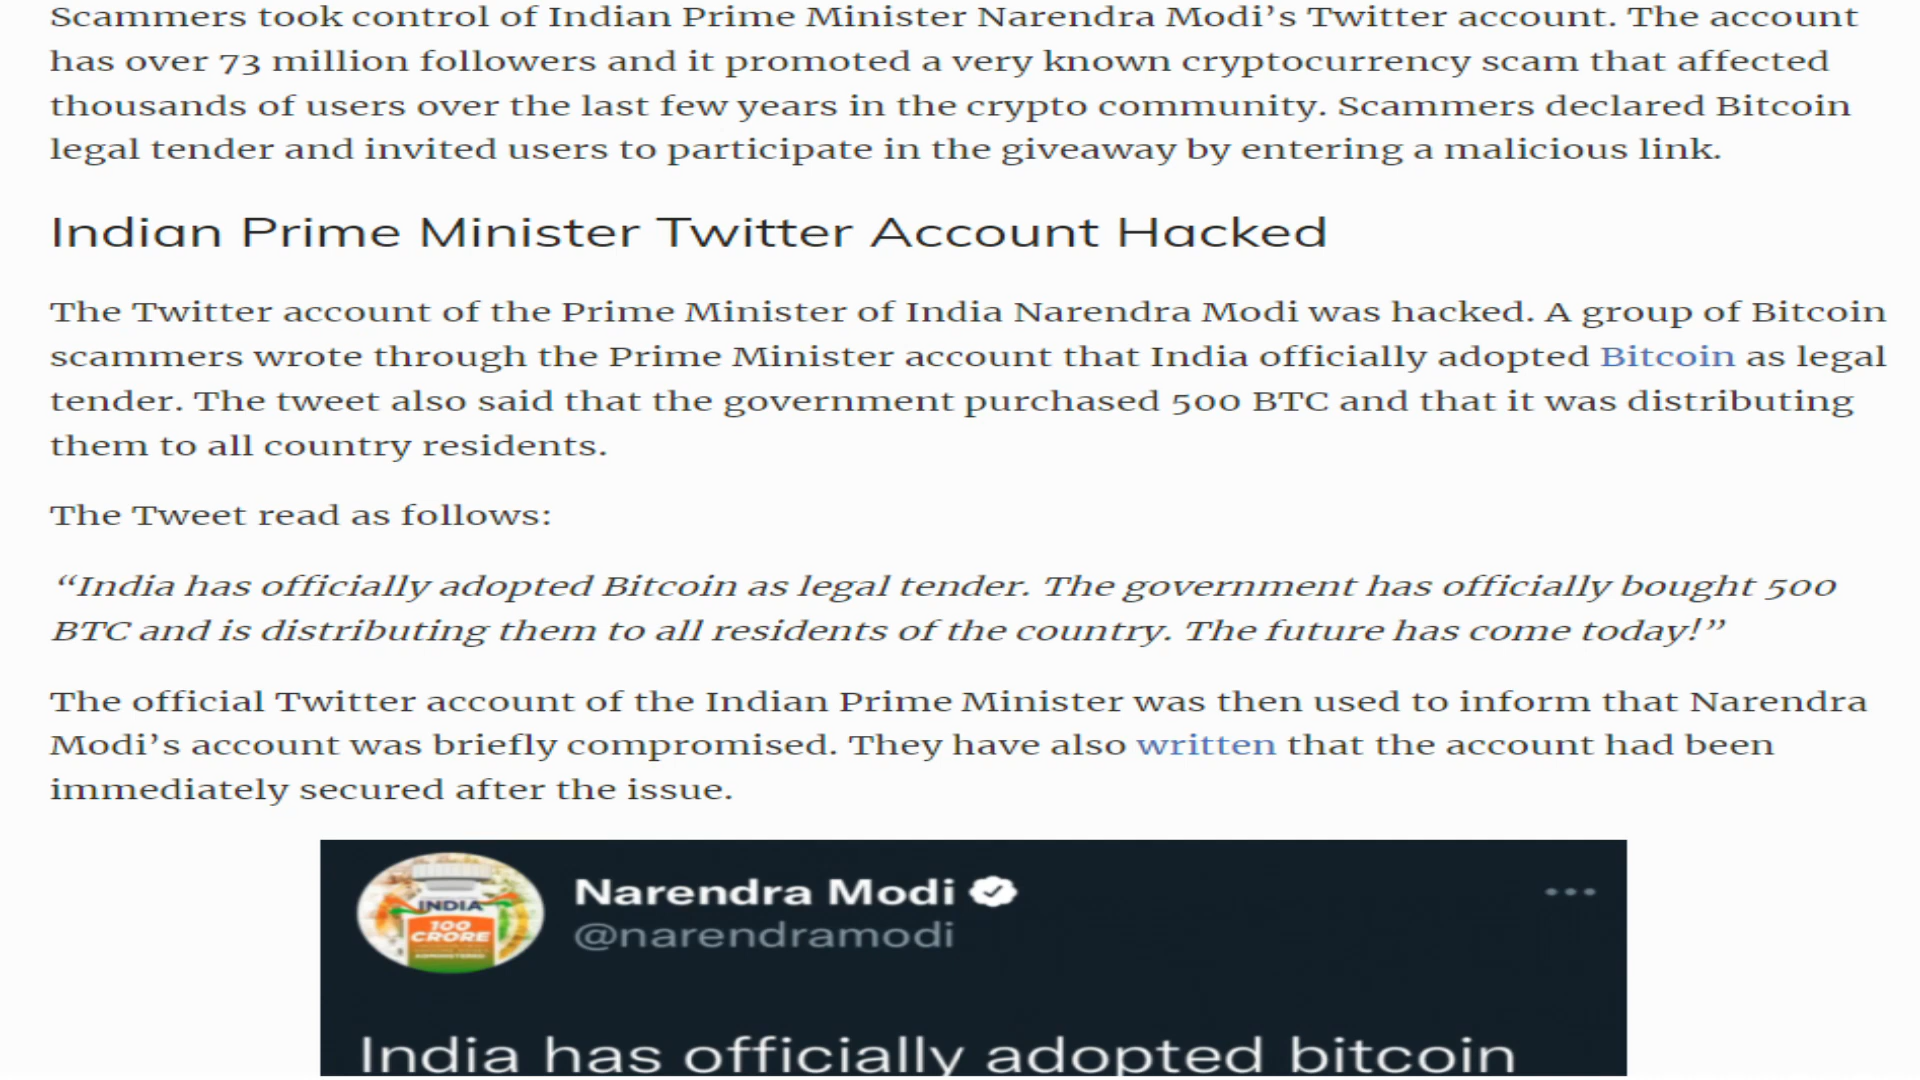 Scammers took control of Indian Prime Minister Narendra Modi’s Twitter account. The account
has over 73 million followers and it promoted a very known cryptocurrency scam that affected
thousands of users over the last few years in the crypto community. Scammers declared Bitcoin
legal tender and invited users to participate in the giveaway by entering a malicious link.
Indian Prime Minister Twitter Account Hacked
The Twitter account of the Prime Minister of India Narendra Modi was hacked. A group of Bitcoin
scammers wrote through the Prime Minister account that India officially adopted Bitcoin as legal
tender. The tweet also said that the government purchased 500 BTC and that it was distributing
them to all country residents.
The Tweet read as follows:
“India has officially adopted Bitcoin as legal tender. The government has officially bought 500
BTC and is distributing them to all residents of the country. The future has come today!”
The official Twitter account of the Indian Prime Minister was then used to inform that Narendra
Modi’s account was briefly compromised. They have also written that the account had been
immediately secured after the issue.
INDIA
100
CRORE
Narendra Modi
@narendramodi
India has officially adopted bitcoin